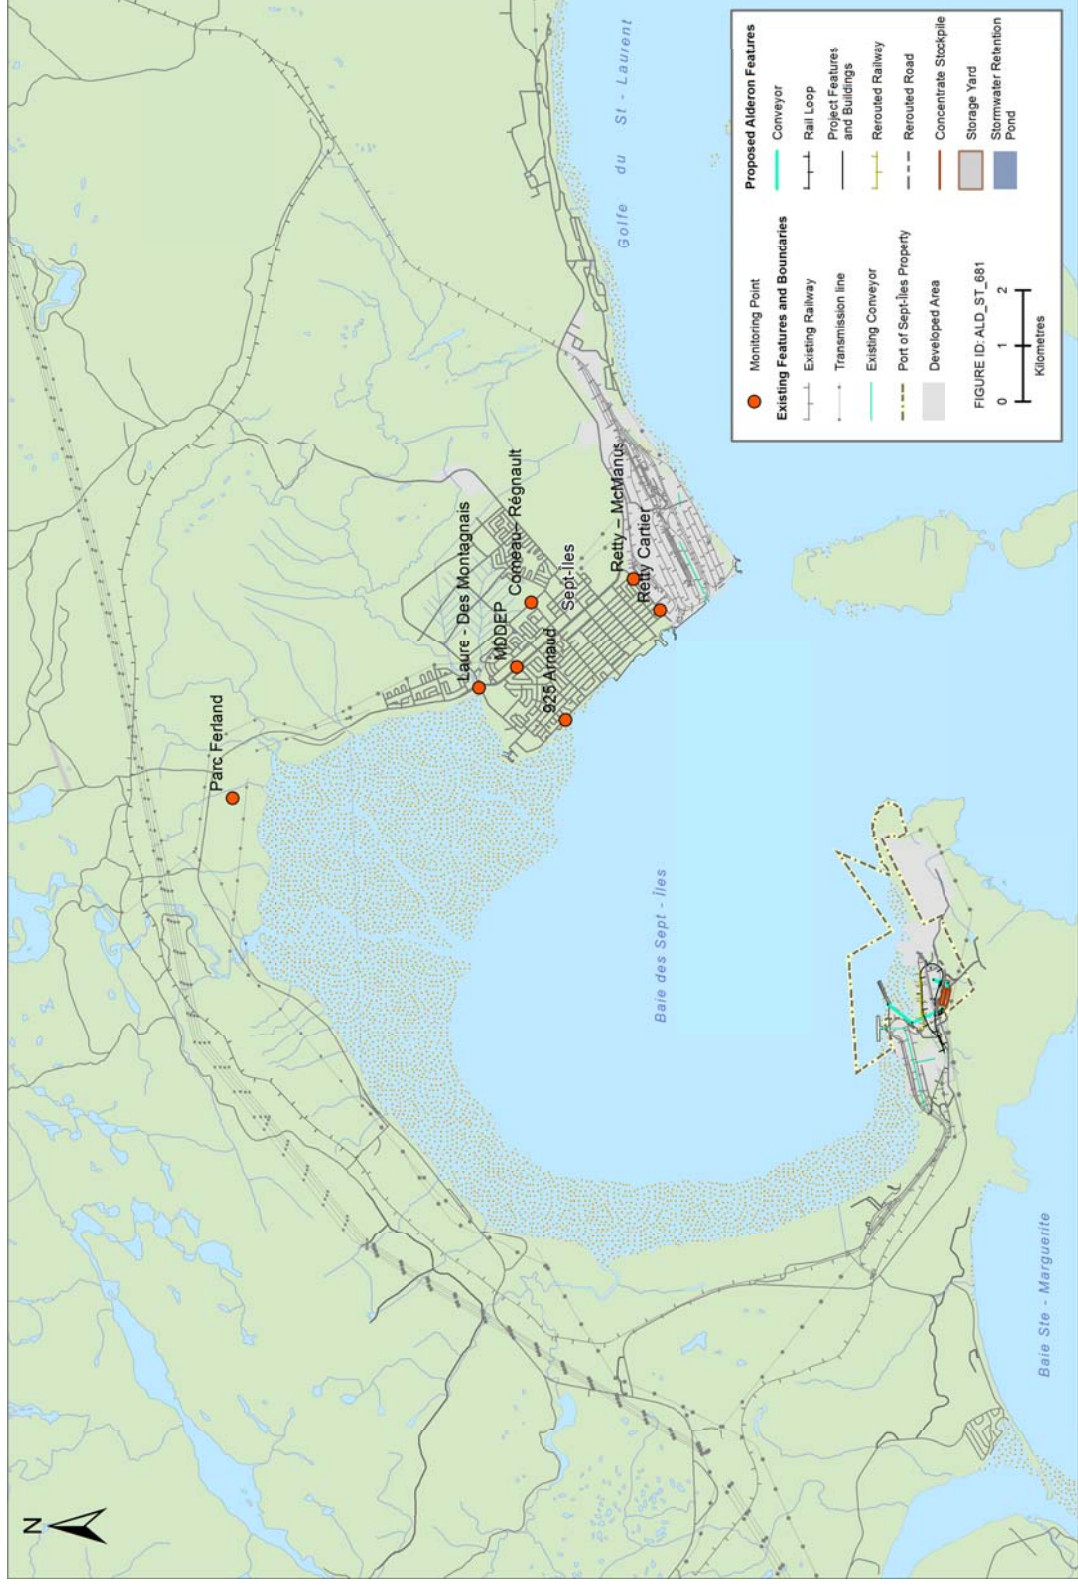 N
Parc Ferland
Laure - Des Montagnais
MDDEP
Comeau – Régnault
925 Arnaud
Sept-Iles
Retty – McManus
Retty Cartier
Golfe du St - Laurent
Baie des Sept - Îles
Baie Ste - Marguerite
Monitoring Point
Existing Features and Boundaries
Existing Railway
Transmission line
Existing Conveyor
Port of Sept-Îles Property
Developed Area
FIGURE ID: ALD_ST_681
0 1 2
Kilometres
Proposed Alderon Features
Conveyor
Rail Loop
Project Features
and Buildings
Rerouted Railway
Rerouted Road
Concentrate Stockpile
Storage Yard
Stormwater Retention
Pond